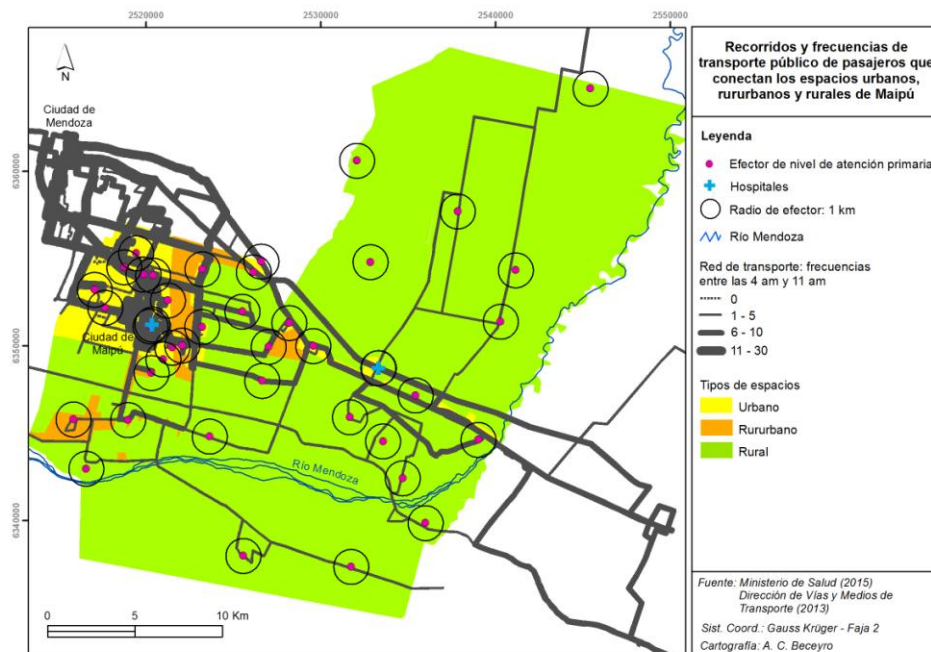 2520000
2530000
2540000
2550000
6360000
6350000
6340000
N
Ciudad de
Mendoza
Ciudad de
Maipú
Río Mendoza
0
5
10 Km
Recorridos y frecuencias de
transporte público de pasajeros que
conectan los espacios urbanos,
rururbanos y rurales de Maipú
Leyenda
Efector de nivel de atención primaria
Hospitales
Radio de efector: 1 km
Río Mendoza
Red de transporte: frecuencias
entre las 4 am y 11 am
0
1 - 5
6 - 10
11 - 30
Tipos de espacios
Urbano
Rururbano
Rural
Fuente: Ministerio de Salud (2015)
Dirección de Vías y Medios de
Transporte (2013)
Sist. Coord.: Gauss Krüger - Faja 2
Cartografía: A. C. Beceyro